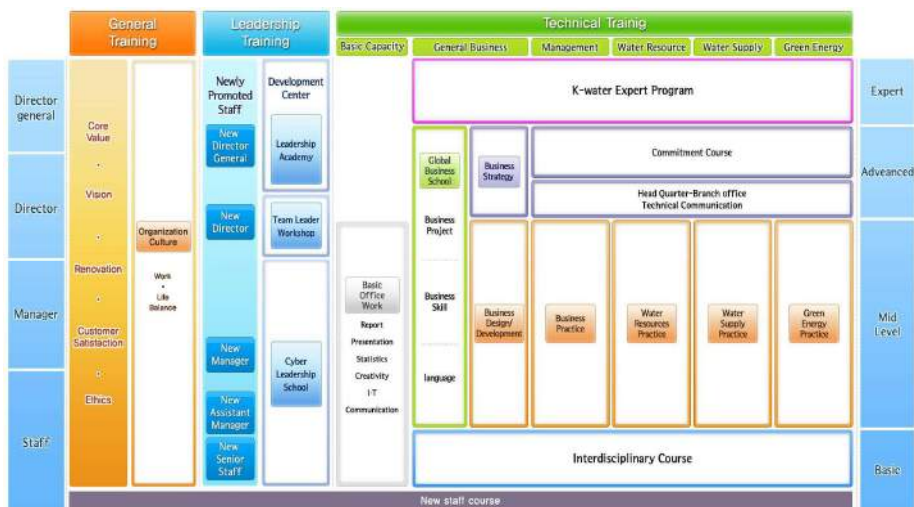 General
Training
Leadership
Training
Technical Trainig
Basic Capacity
General Business
Management
Water Resource
Water Supply
Green Energy
Director
general
Director
Manager
Staff
Core
Value
Vision
Renovation
Customer
Satisfaction
Ethics
Organization
Culture
Work
Life
Balance
Newly
Promoted
Staff
New
Director
General
New
Director
New
Manager
New
Assistant
Manager
New
Senior
Staff
Development
Center
Leadership
Academy
Team Leader
Workshop
Cyber
Leadership
School
Basic
Office
Work
Report
Presentation
Statistics
Creativity
I·T
Communication
K-water Expert Program
Global
Business
School
Business
Project
Business
Skill
language
Business
Strategy
Commitment Course
Head Quarter-Branch office
Technical Communication
Business
Design/
Development
Business
Practice
Water
Resources
Practice
Water
Supply
Practice
Green
Energy
Practice
Interdisciplinary Course
Expert
Adveanced
Mid
Level
Basic
New staff course